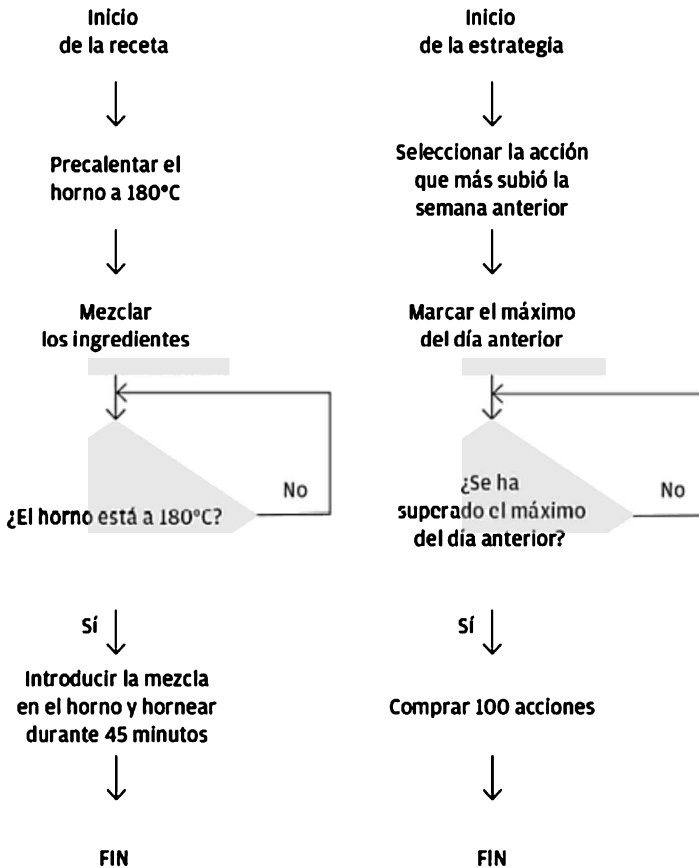 Inicio
de la receta
Precalentar el
horno a 180°C
Mezclar
los ingredientes
No
¿El horno está a 180°C?
Sí
Introducir la mezcla
en el horno y hornear
durante 45 minutos
FIN
Inicio
de la estrategia
Seleccionar la acción
que más subió la
semana anterior
Marcar el máximo
del día anterior
¿Se ha
No
superado el máximo
del día anterior?
Sí
Comprar 100 acciones
FIN